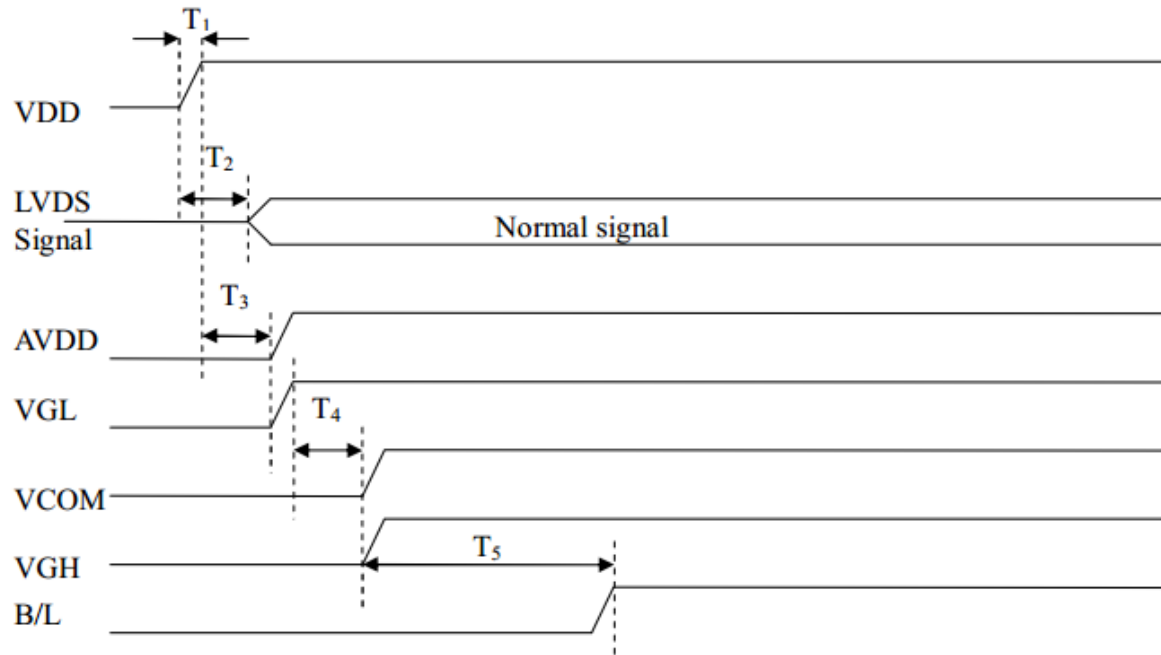 T₁
VDD
T₂
LVDS
Signal
Normal signal
T₃
AVDD
VGL
T₄
VCOM
VGH
T₅
B/L